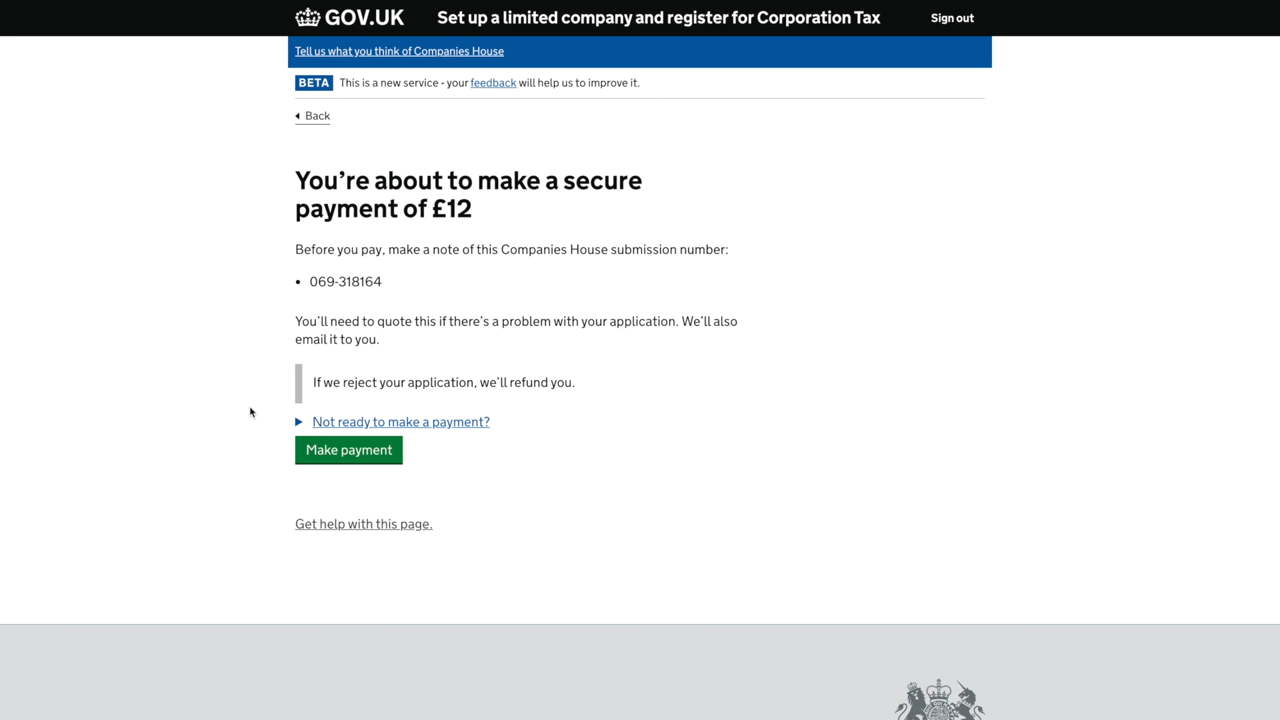 GOV.UK Set up a limited company and register for Corporation Tax Sign out
Tell us what you think of Companies House
BETA This is a new service - your feedback will help us to improve it.
Back
You're about to make a secure
payment of £12
Before you pay, make a note of this Companies House submission number:
• 069-318164
You'll need to quote this if there's a problem with your application. We'll also
email it to you.
If we reject your application, we'll refund you.
Not ready to make a payment?
Make payment
Get help with this page.